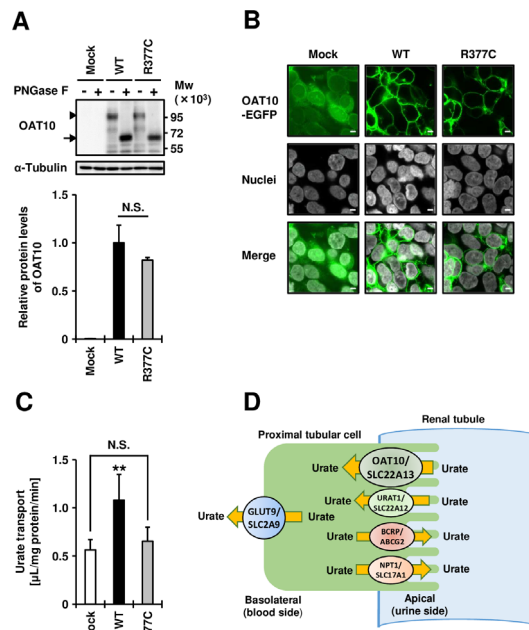 A
Mock
WT
R377C
PNGase F
- + - + - +
Mw
(×10³)
OAT10
95
72
55
α-Tubulin
N.S.
Relative protein levels
of OAT10
1.5
1.0
0.5
0
Mock
WT
R377C
B
Mock WT R377C
OAT10
-EGFP
Nuclei
Merge
C
N.S.
**
Urate transport
[µL/mg protein/min]
1.5
1.0
0.5
0
WT
D
Renal tubule
Proximal tubular cell
Urate
OAT10/
SLC22A13
Urate
Urate
URAT1/
SLC22A12
Urate
GLUT9/
SLC2A9
Urate
Urate
Urate
BCRP/
ABCG2
Urate
Urate
NPT1/
SLC17A1
Urate
Basolateral
(blood side)
Apical
(urine side)